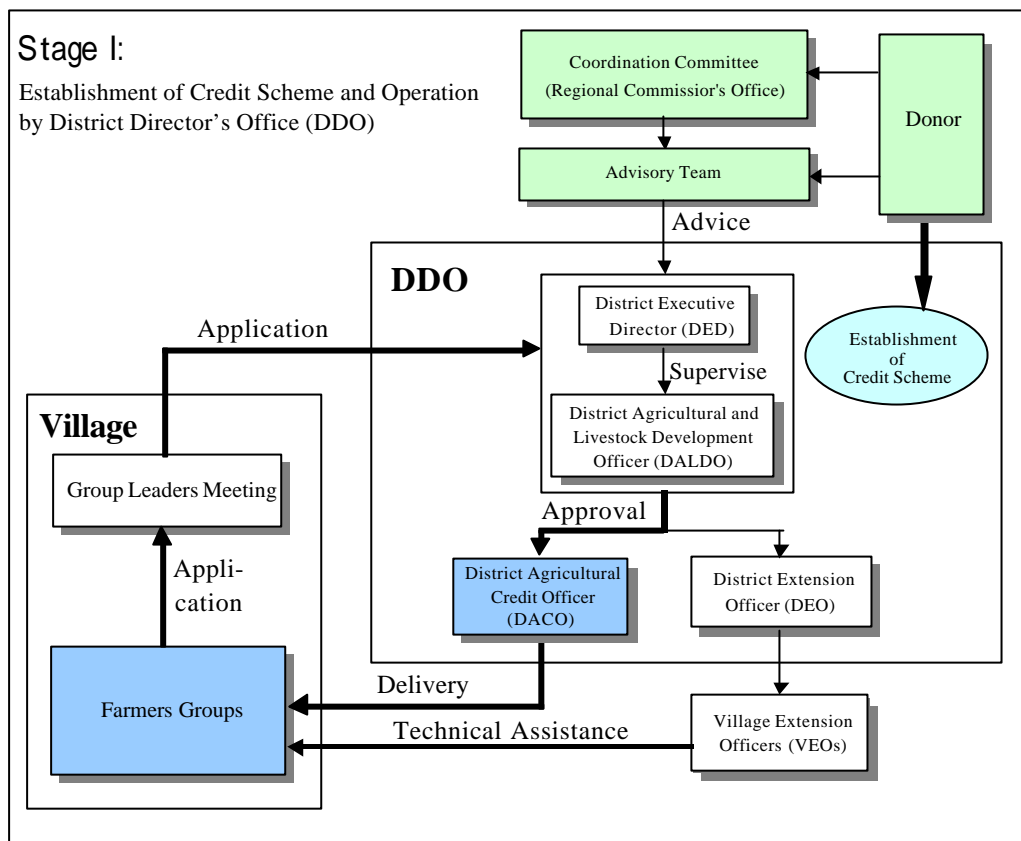 Stage I:
Establishment of Credit Scheme and Operation
by District Director's Office (DDO)
Coordination Committee
(Regional Commissior's Office)
Donor
Advisory Team
Advice
DDO
District Executive
Director (DED)
Supervise
District Agricultural and
Livestock Development
Officer (DALDO)
Establishment
of
Credit Scheme
Application
Village
Group Leaders Meeting
Appli-
cation
Farmers Groups
Approval
District Agricultural
Credit Officer
(DACO)
District Extension
Officer (DEO)
Delivery
Technical Assistance
Village Extension
Officers (VEOs)